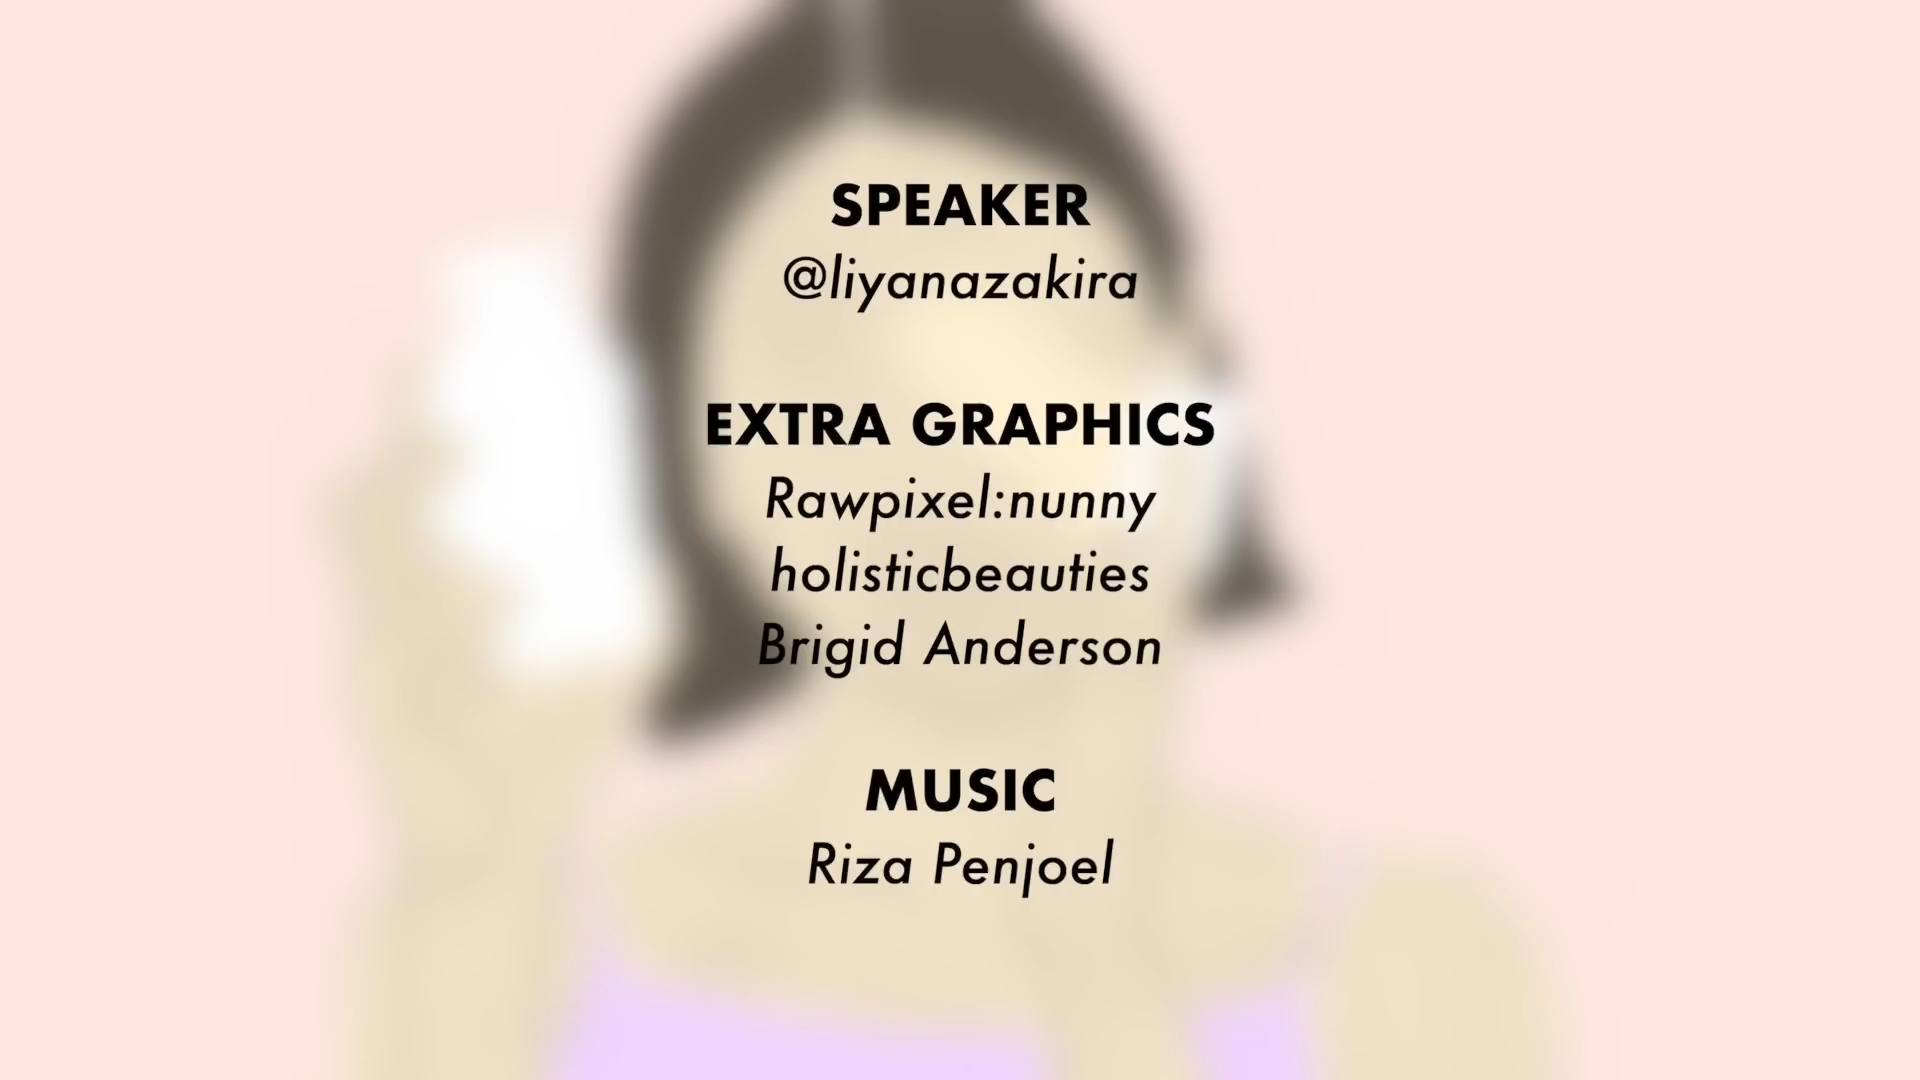 SPEAKER
@liyanazakira
EXTRA GRAPHICS
Rawpixel:nunny
holisticbeauties
Brigid Anderson
MUSIC
Riza Penjoel